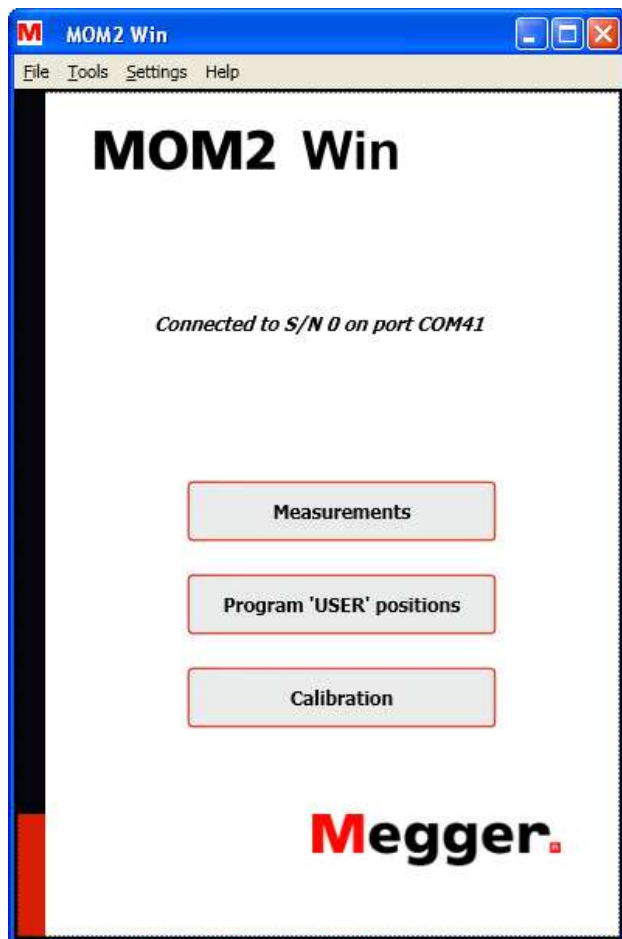 M MOM2 Win
File Tools Settings Help
MOM2 Win
Connected to S/N 0 on port COM41
Measurements
Program 'USER' positions
Calibration
Megger.